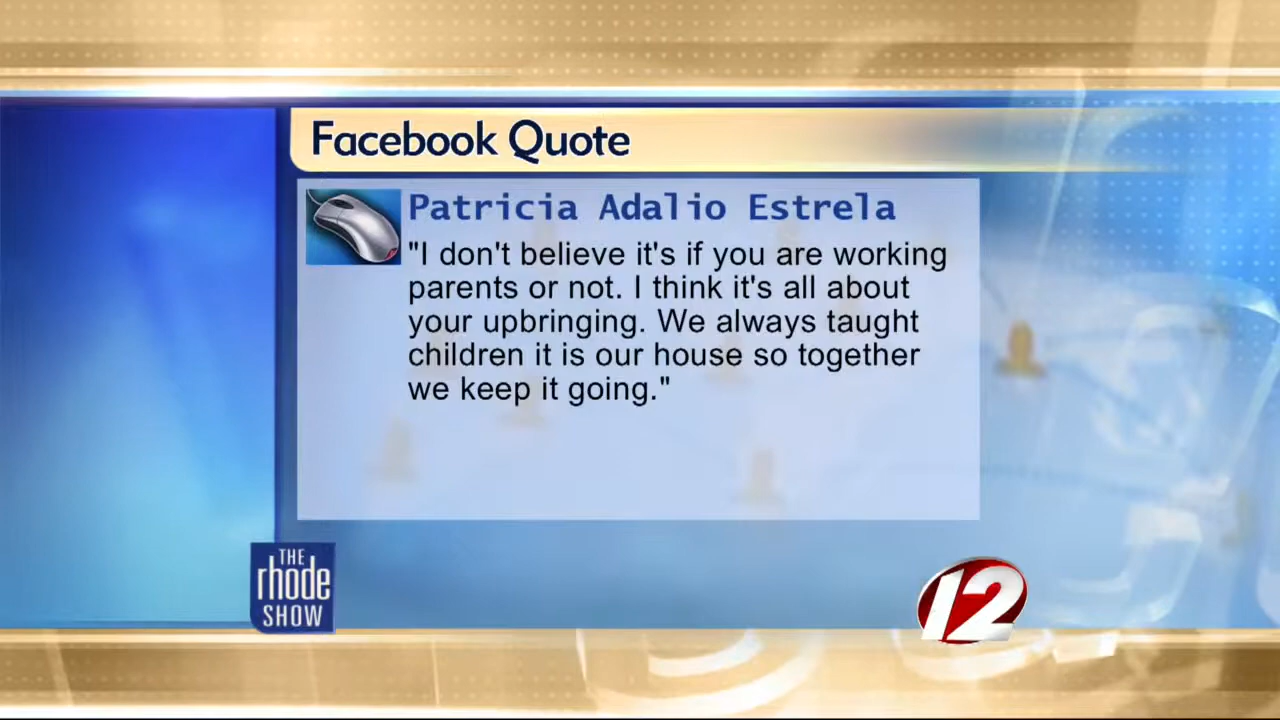 Facebook Quote
Patricia Adalio Estrela
"I don't believe it's if you are working
parents or not. I think it's all about
your upbringing. We always taught
children it is our house so together
we keep it going."
THE
rhode
SHOW
12